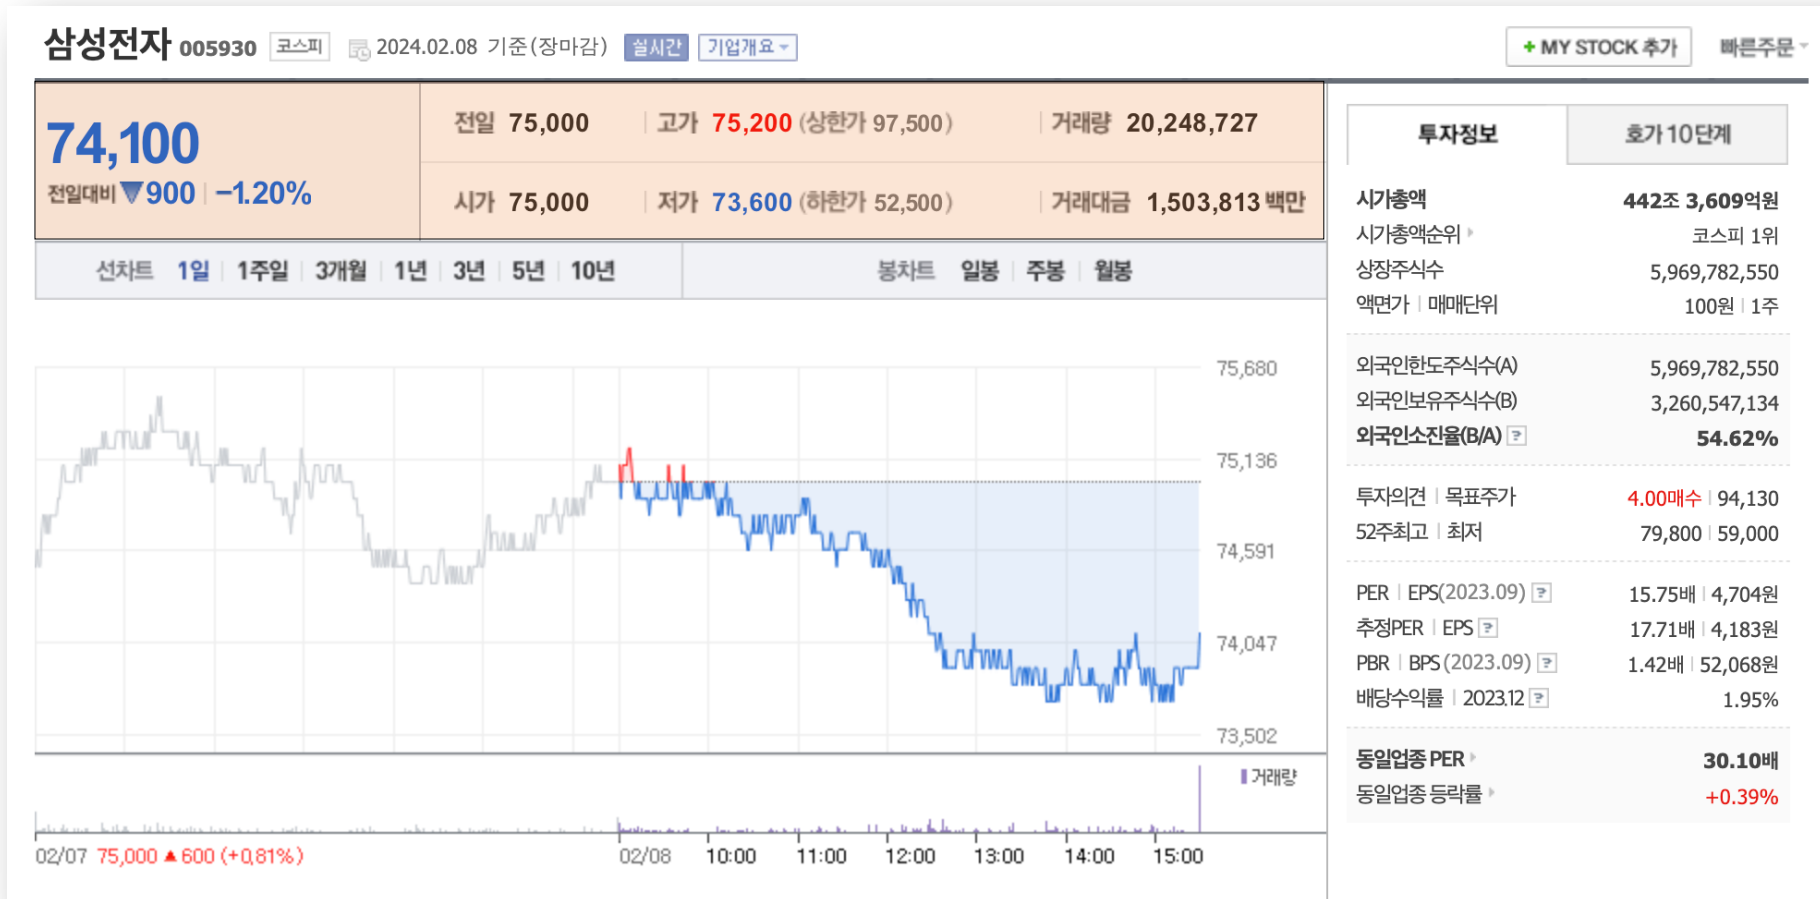 삼성전자 005930 코스피 2024.02.08 기준(장마감) 실시간 기업개요
+ MY STOCK 추가 빠른주문
74,100
전일대비 ▼900 -1.20%
전일 75,000 고가 75,200 (상한가 97,500) 거래량 20,248,727
시가 75,000 저가 73,600 (하한가 52,500) 거래대금 1,503,813 백만
선차트 1일 1주일 3개월 1년 3년 5년 10년 봉차트 일봉 주봉 월봉
75,680
75,136
74,591
74,047
73,502
거래량
02/07 75,000 ▲ 600 (+0.81%) 02/08 10:00 11:00 12:00 13:00 14:00 15:00
투자정보 호가 10단계
시가총액 442조 3,609억원
시가총액순위 코스피 1위
상장주식수 5,969,782,550
액면가 | 매매단위 100원 | 1주
외국인한도주식수(A) 5,969,782,550
외국인보유주식수(B) 3,260,547,134
외국인소진율(B/A) ? 54.62%
투자의견 | 목표주가 4.00매수 | 94,130
52주최고 | 최저 79,800 | 59,000
PER | EPS(2023.09) ? 15.75배 | 4,704원
추정PER | EPS ? 17.71배 | 4,183원
PBR | BPS (2023.09) ? 1.42배 | 52,068원
배당수익률 | 2023.12 ? 1.95%
동일업종 PER 30.10배
동일업종 등락률 +0.39%